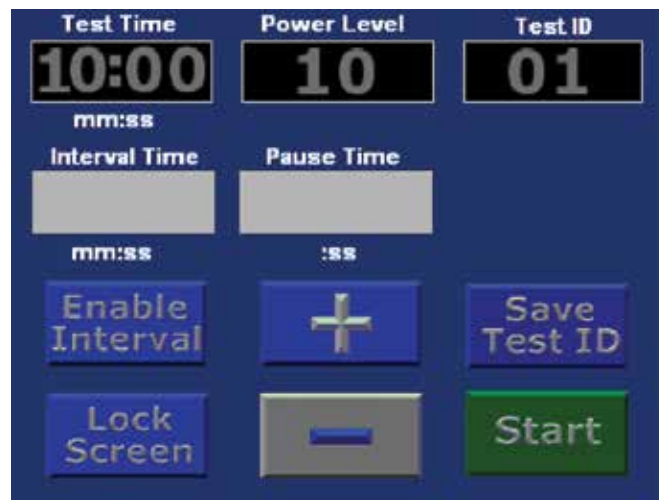 Test Time Power Level Test ID
10:00 10 01
mm:ss
Interval Time Pause Time
mm:ss :ss
Enable
Interval
+
Save
Test ID
Lock
Screen
-
Start